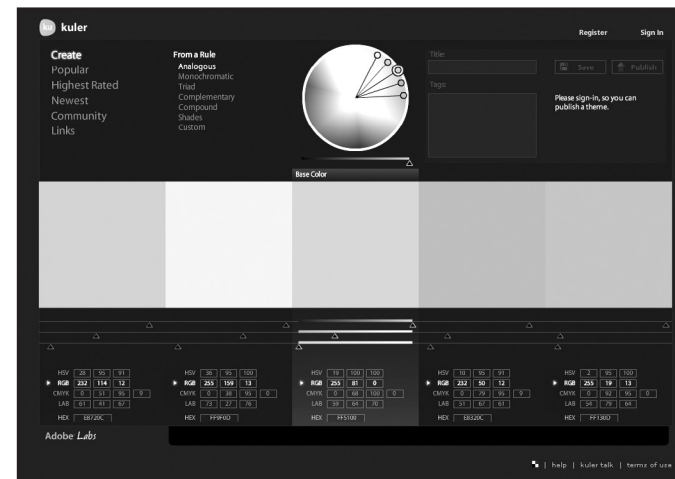 ku kuler
Register Sign In
Create
Popular
Highest Rated
Newest
Community
Links
From a Rule
Analogous
Monochromatic
Triad
Complementary
Compound
Shades
Custom
Title:
Tags:
Save Publish
Please sign-in, so you can
publish a theme.
Base Color
HSV 28 95 91
RGB 232 114 12
CMYK 0 51 95 9
LAB 61 41 67
HEX E8720C
HSV 36 95 100
RGB 255 159 13
CMYK 0 38 95 0
LAB 73 27 76
HEX FF9F0D
HSV 19 100 100
RGB 255 81 0
CMYK 0 68 100 0
LAB 59 64 70
HEX FF5100
HSV 10 95 91
RGB 232 50 12
CMYK 0 79 95 9
LAB 51 67 61
HEX E8320C
HSV 2 95 100
RGB 255 19 13
CMYK 0 92 95 0
LAB 54 79 64
HEX FF130D
Adobe Labs
| help | kuler talk | terms of use